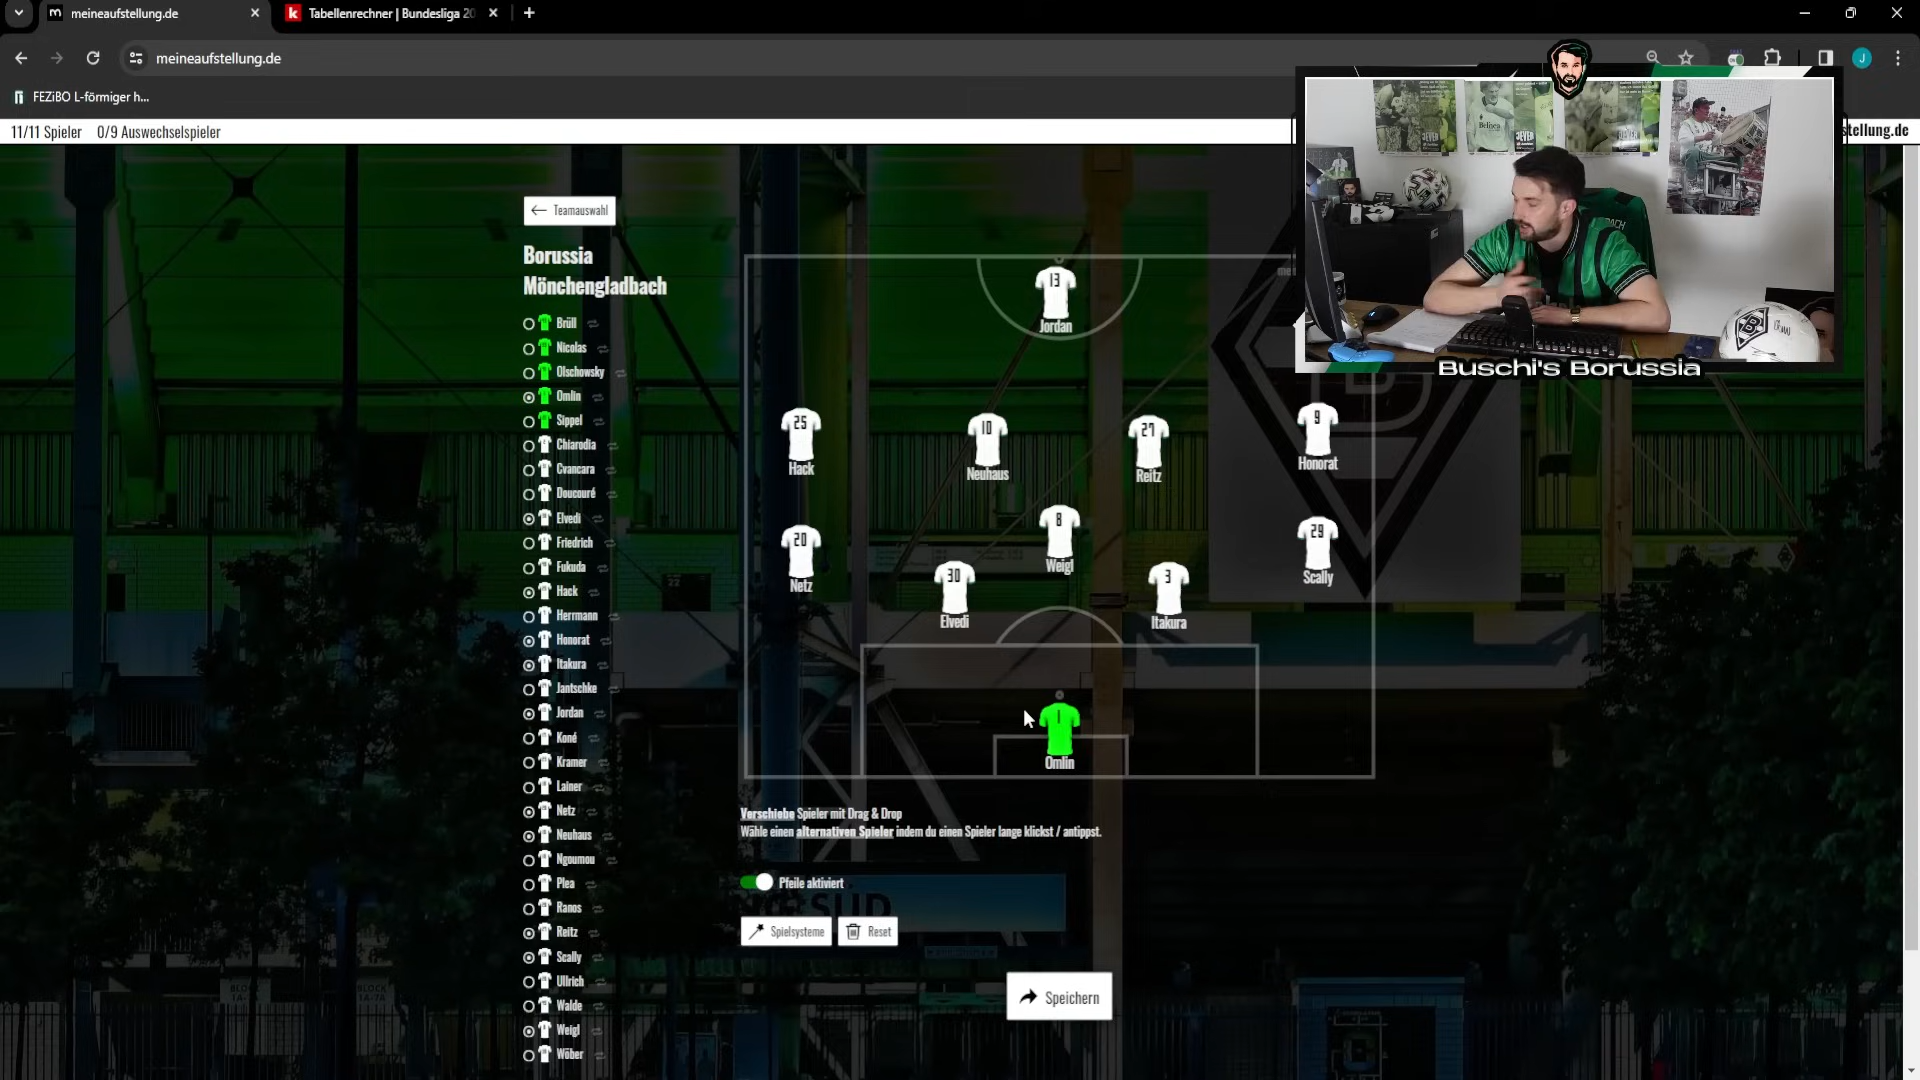 meineaufstellung.de
Tabellenrechner | Bundesliga 20
meineaufstellung.de
J
FEZiBO L-förmiger h...
11/11 Spieler 0/9 Auswechselspieler
stellung.de
Teamauswahl
Borussia
Mönchengladbach
Brüll
Nicolas
Olschowsky
Omlin
Sippel
Chiarodia
Cvancara
Doucouré
Elvedi
Friedrich
Fukuda
Hack
Herrmann
Honorat
Itakura
Jantschke
Jordan
Koné
Kramer
Lainer
Netz
Neuhaus
Ngoumou
Plea
Ranos
Reitz
Scally
Ullrich
Walde
Weigl
Wöber
13
Jordan
25
Hack
10
Neuhaus
27
Reitz
9
Honorat
20
Netz
8
Weigl
29
Scally
30
Elvedi
3
Itakura
1
Omlin
Verschiebe Spieler mit Drag & Drop
Wähle einen alternativen Spieler indem du einen Spieler lange klickst / antippst.
Pfeile aktiviert
Spielsysteme
Reset
Speichern
Buschi's Borussia